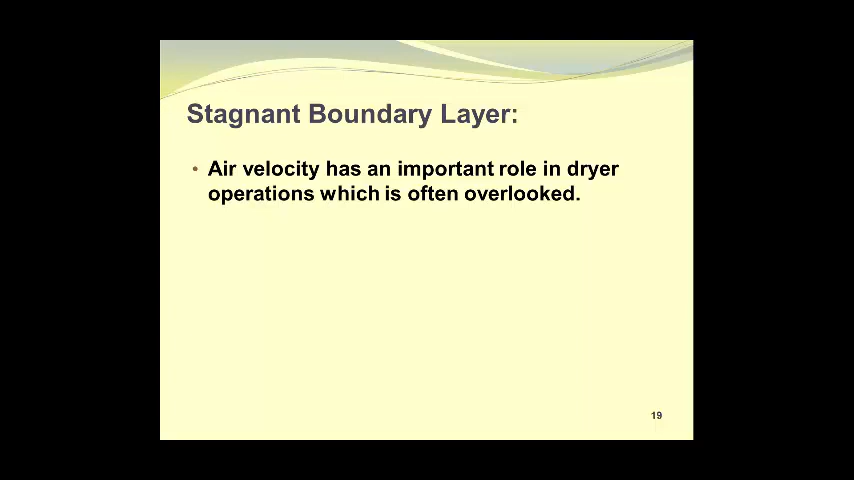 Stagnant Boundary Layer:
• Air velocity has an important role in dryer
operations which is often overlooked.
19